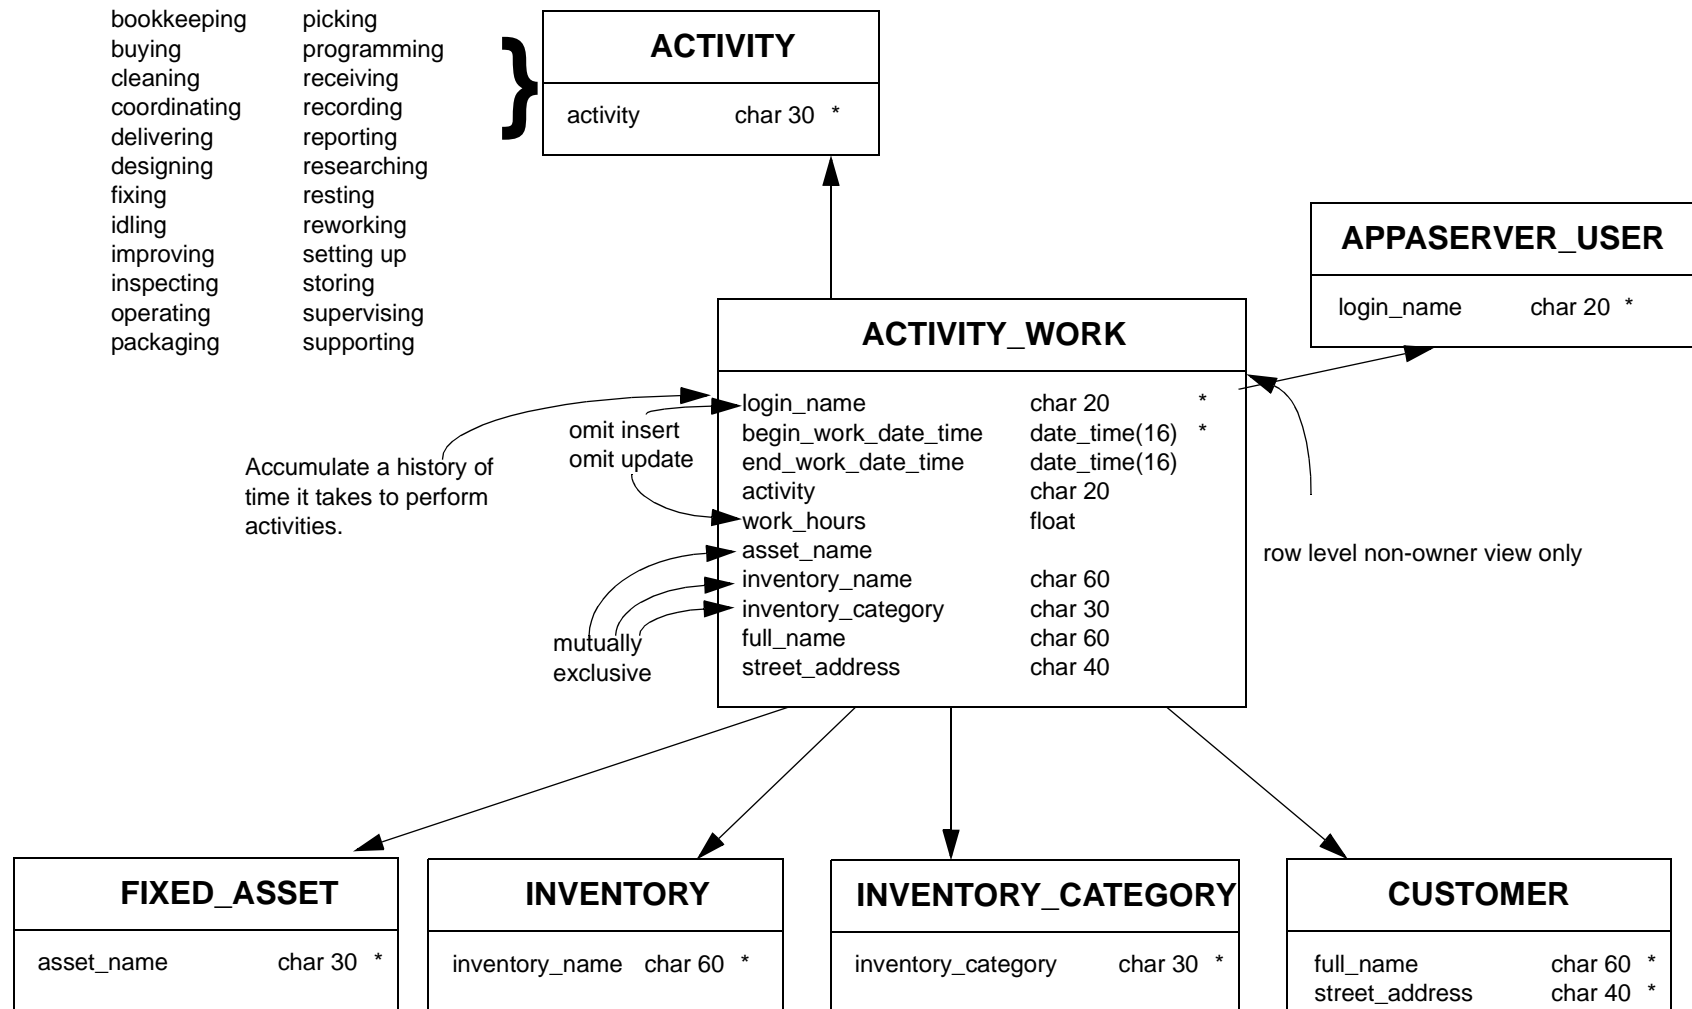 bookkeeping picking
buying programming
cleaning receiving
coordinating recording
delivering reporting
designing researching
fixing resting
idling reworking
improving setting up
inspecting storing
operating supervising
packaging supporting
}
ACTIVITY
activity char 30 *
APPASERVER_USER
login_name char 20 *
ACTIVITY_WORK
login_name char 20 *
begin_work_date_time date_time(16) *
end_work_date_time date_time(16)
activity char 20
work_hours float
asset_name
inventory_name char 60
inventory_category char 30
full_name char 60
street_address char 40
omit insert
omit update
Accumulate a history of
time it takes to perform
activities.
mutually
exclusive
row level non-owner view only
FIXED_ASSET
asset_name char 30 *
INVENTORY
inventory_name char 60 *
INVENTORY_CATEGORY
inventory_category char 30 *
CUSTOMER
full_name char 60 *
street_address char 40 *